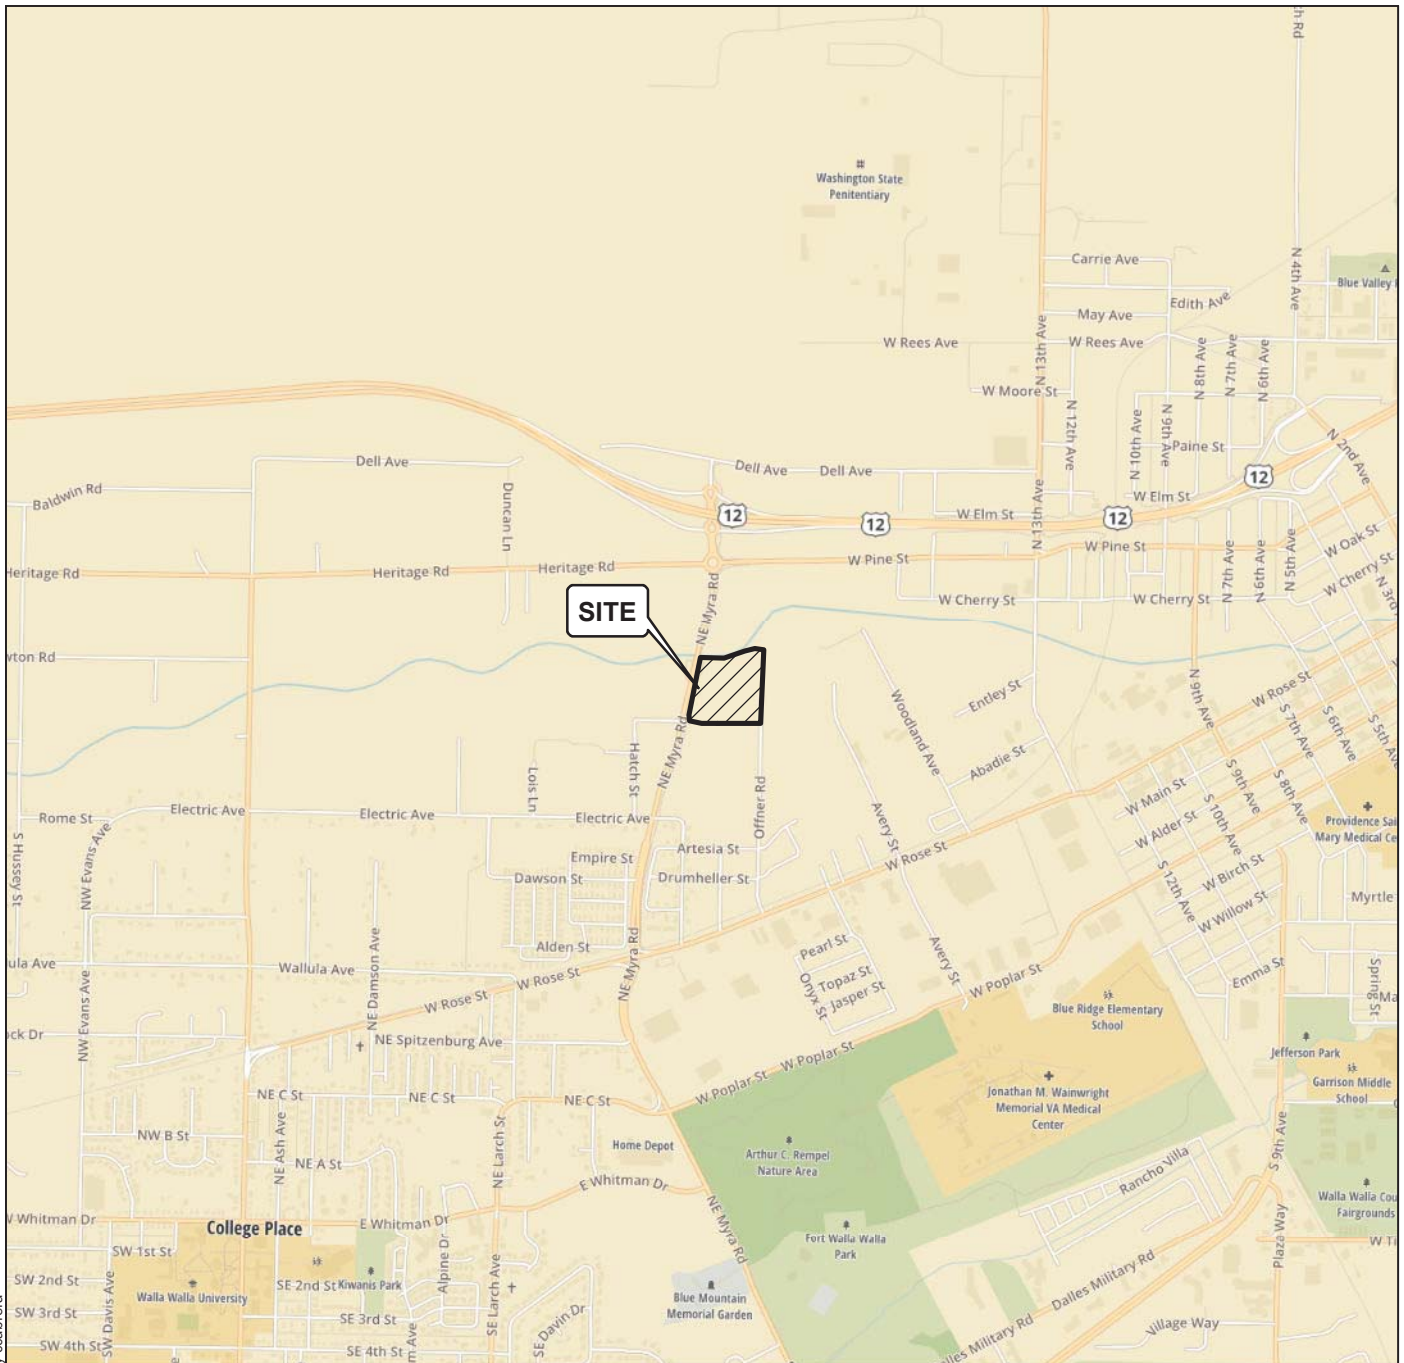 Washington State
Penitentiary
Carrie Ave
N 4th Ave
Blue Valley
Edith Ave
May Ave
N 13th Ave
W Rees Ave
W Rees Ave
N 8th Ave
N 7th Ave
N 6th Ave
W Moore St
N 12th Ave
N 10th Ave
N 9th Ave
Paine St
N 2nd Ave
Dell Ave
Dell Ave
Dell Ave
Baldwin Rd
Duncan Ln
12
12
12
12
W Elm St
W Elm St
N 13th Ave
W Pine St
W Pine St
W Oak St
Heritage Rd
Heritage Rd
Heritage Rd
N 7th Ave
N 6th Ave
N 5th Ave
W Cherry St
W Cherry St
W Cherry St
N 3rd
NE Myra Rd
SITE
N 9th Ave
W Rose St
Entley St
Woodland Ave
Abadie St
S 7th Ave
S 6th Ave
S 5th Ave
NE Myra Rd
Hatch St
Lois Ln
Offner Rd
S 9th Ave
S 8th Ave
W Main St
S 10th Ave
W Alder St
Providence
Mary Medical
Rome St
Electric Ave
Electric Ave
Electric Ave
Avery St
W Rose St
S Hussey St
NW Evans Ave
Empire St
Artesia St
Dawson St
Drumheller St
W Birch St
S 12th Ave
W Willow St
Myrtle
Alden St
NE Myra Rd
Pearl St
Topaz St
Onyx St
Jasper St
Avery St
W Poplar St
Emma St
Spring St
Wallula Ave
NE Damson Ave
W Rose St
W Rose St
NW Evans Ave
Blue Ridge Elementary
School
NE Spitzenburg Ave
W Poplar St
W Poplar St
Jefferson Park
Garrison Middle
School
Jonathan M. Wainwright
Memorial VA Medical
Center
NE C St
NE C St
NE C St
NW B St
NE Ash Ave
NE A St
NE Larch St
Home Depot
Arthur C. Rempel
Nature Area
S 9th Ave
Rancho Villa
E Whitman Dr
Walla Walla
Fairgrounds
Whitman Dr
College Place
E Whitman Dr
NE Myra Rd
Fort Walla Walla
Park
Plaza Way
SW 1st St
Alpine Dr
SE Larch Ave
SW 2nd St
SW Davis Ave
Walla Walla University
SE 2nd St
Kiwanis Park
Blue Mountain
Memorial Garden
Dalles Military Rd
SW 3rd St
SE 3rd St
SE Davin Dr
Village Way
SW 4th St
SE 4th St
Military Rd